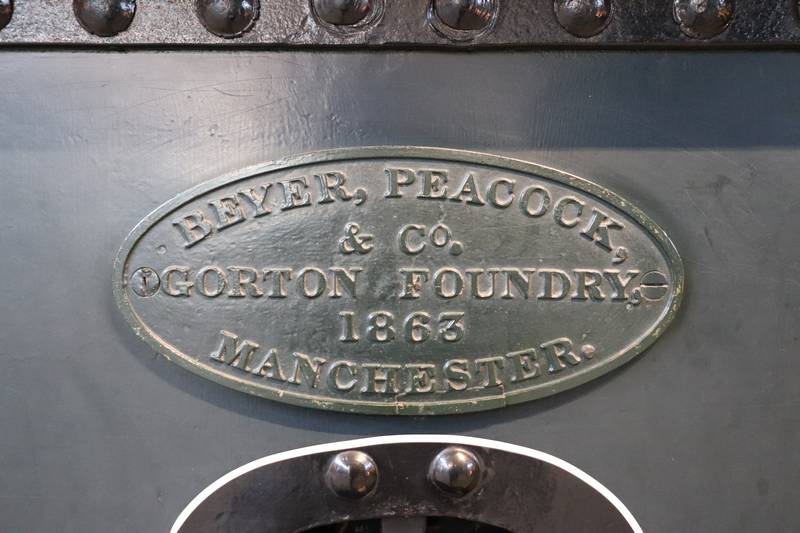 BEYER, PEACOCK,
& Co.
GORTON FOUNDRY,
1863
MANCHESTER.